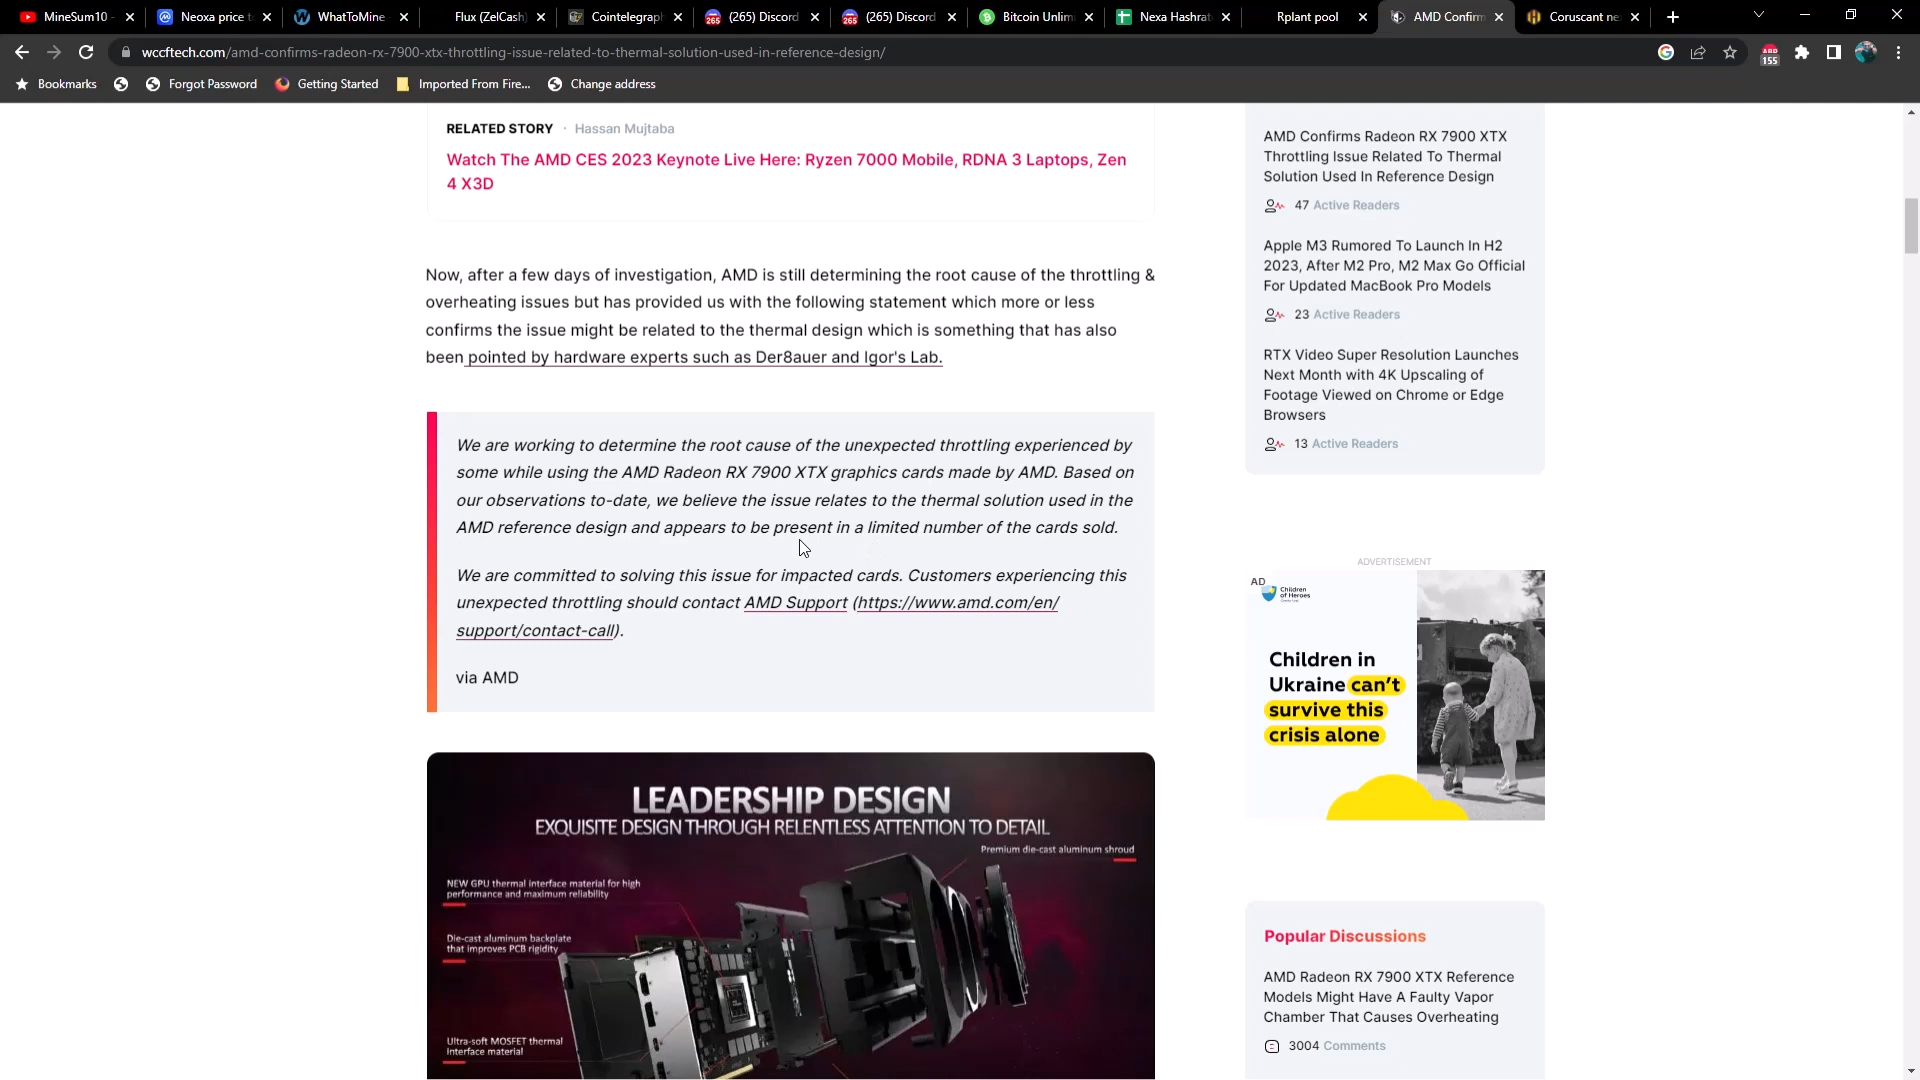 MineSum10 -
Neoxa price t
WhatToMine
Flux (ZelCash
Cointelegraph
(265) Discord
(265) Discord
Bitcoin Unlim
Nexa Hashrat
Rplant pool
AMD Confirm
Coruscant ne
wccftech.com/amd-confirms-radeon-rx-7900-xtx-throttling-issue-related-to-thermal-solution-used-in-reference-design/
155
Bookmarks
Forgot Password
Getting Started
Imported From Fire...
Change address
RELATED STORY · Hassan Mujtaba
Watch The AMD CES 2023 Keynote Live Here: Ryzen 7000 Mobile, RDNA 3 Laptops, Zen
4 X3D
Now, after a few days of investigation, AMD is still determining the root cause of the throttling &
overheating issues but has provided us with the following statement which more or less
confirms the issue might be related to the thermal design which is something that has also
been pointed by hardware experts such as Der8auer and Igor's Lab.
We are working to determine the root cause of the unexpected throttling experienced by
some while using the AMD Radeon RX 7900 XTX graphics cards made by AMD. Based on
our observations to-date, we believe the issue relates to the thermal solution used in the
AMD reference design and appears to be present in a limited number of the cards sold.
We are committed to solving this issue for impacted cards. Customers experiencing this
unexpected throttling should contact AMD Support (https://www.amd.com/en/
support/contact-call).
via AMD
LEADERSHIP DESIGN
EXQUISITE DESIGN THROUGH RELENTLESS ATTENTION TO DETAIL
Premium die-cast aluminum shroud
NEW GPU thermal interface material for high
performance and maximum reliability
Die-cast aluminum backplate
that improves PCB rigidity
Ultra-soft MOSFET thermal
interface material
AMD Confirms Radeon RX 7900 XTX
Throttling Issue Related To Thermal
Solution Used In Reference Design
47 Active Readers
Apple M3 Rumored To Launch In H2
2023, After M2 Pro, M2 Max Go Official
For Updated MacBook Pro Models
23 Active Readers
RTX Video Super Resolution Launches
Next Month with 4K Upscaling of
Footage Viewed on Chrome or Edge
Browsers
13 Active Readers
ADVERTISEMENT
AD
Children
of Heroes
Children in
Ukraine can't
survive this
crisis alone
Popular Discussions
AMD Radeon RX 7900 XTX Reference
Models Might Have A Faulty Vapor
Chamber That Causes Overheating
3004 Comments